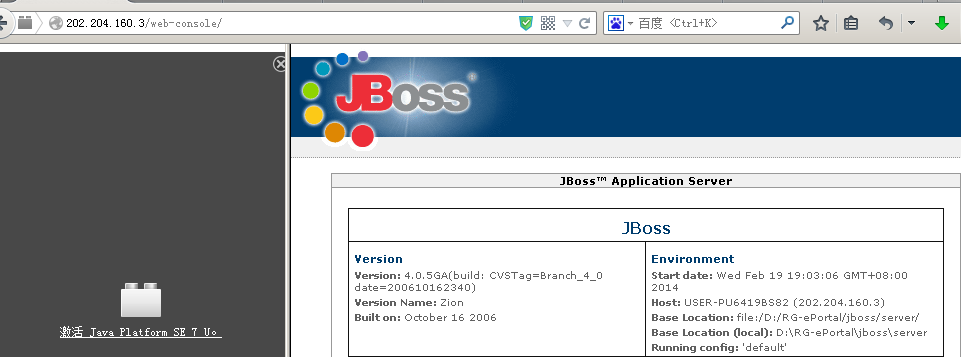 202.204.160.3/web-console/
百度 <Ctrl+K>
JBoss®
JBoss™ Application Server
JBoss
Version
Version: 4.0.5GA(build: CVSTag=Branch_4_0
date=200610162340)
Version Name: Zion
Built on: October 16 2006
Environment
Start date: Wed Feb 19 19:03:06 GMT+08:00
2014
Host: USER-PU6419BS82 (202.204.160.3)
Base Location: file:/D:/RG-ePortal/jboss/server/
Base Location (local): D:\RG-ePortal\jboss\server
Running config: 'default'
激活 Java Platform SE 7 U。